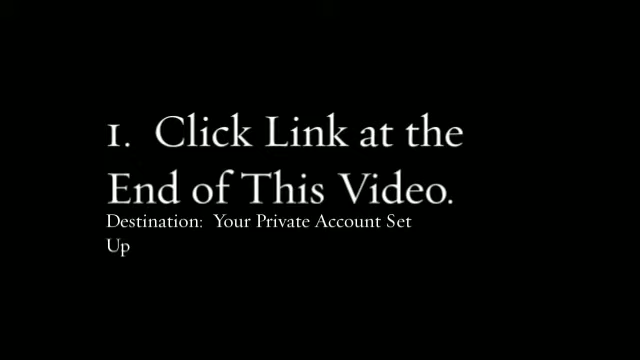 1. Click Link at the
End of This Video.
Destination: Your Private Account Set
Up